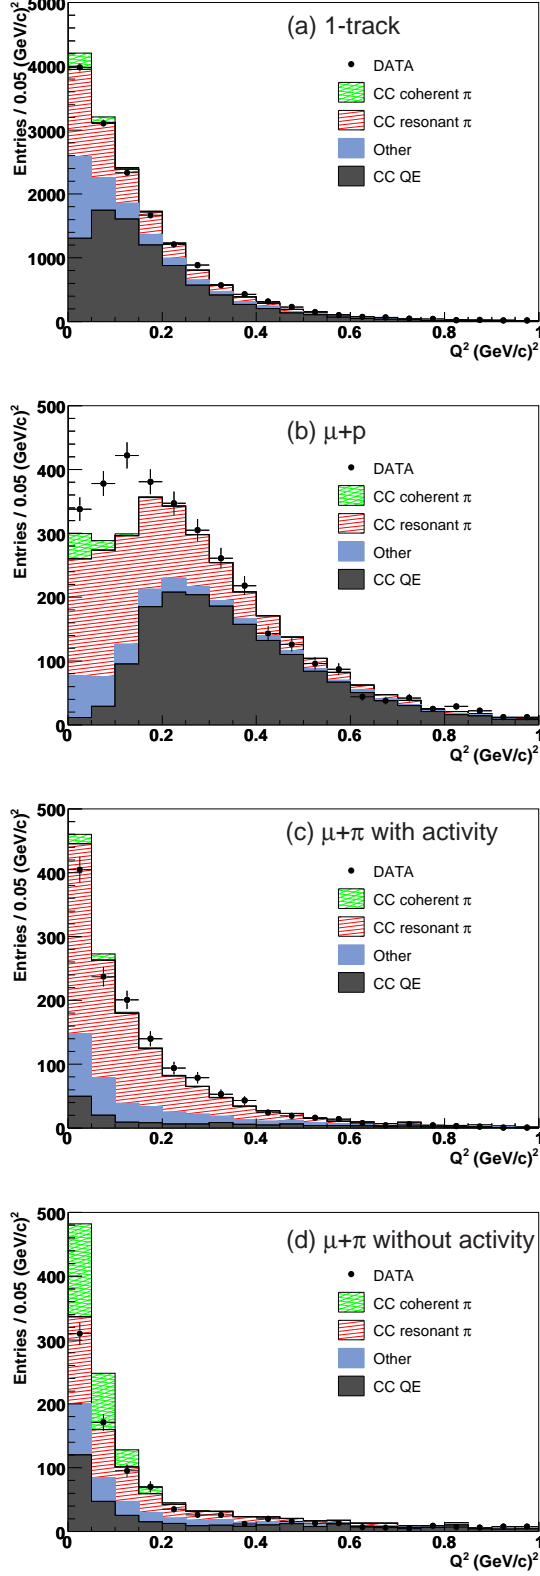 (a) 1-track
Entries / 0.05 (GeV/c)²
5000
4000
3000
2000
1000
0
DATA
CC coherent π
CC resonant π
Other
CC QE
0 0.2 0.4 0.6 0.8 1
Q² (GeV/c)²
(b) μ+p
Entries / 0.05 (GeV/c)²
500
400
300
200
100
0
DATA
CC coherent π
CC resonant π
Other
CC QE
0 0.2 0.4 0.6 0.8 1
Q² (GeV/c)²
(c) μ+π with activity
Entries / 0.05 (GeV/c)²
500
400
300
200
100
0
DATA
CC coherent π
CC resonant π
Other
CC QE
0 0.2 0.4 0.6 0.8 1
Q² (GeV/c)²
(d) μ+π without activity
Entries / 0.05 (GeV/c)²
500
400
300
200
100
0
DATA
CC coherent π
CC resonant π
Other
CC QE
0 0.2 0.4 0.6 0.8 1
Q² (GeV/c)²